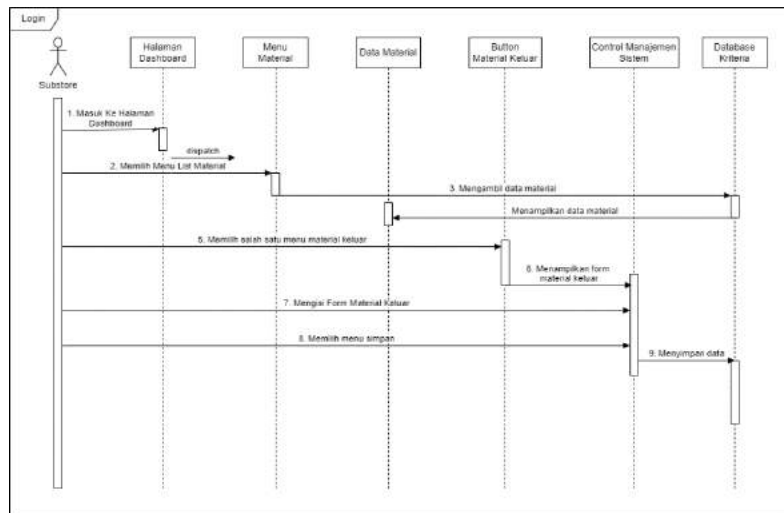 Login
Halaman
Dashboard
Menu
Material
Data Material
Button
Material Keluar
Control Manajemen
Sistem
Database
Kriteria
Substore
1. Masuk Ke Halaman
Dashboard
dispatch
2. Memilih Menu List Material
3. Mengambil data material
Menampilkan data material
5. Memilih salah satu menu material keluar
6. Menampilkan form
material keluar
7. Mengisi Form Material Keluar
8. Memilih menu simpan
9. Menyimpan data